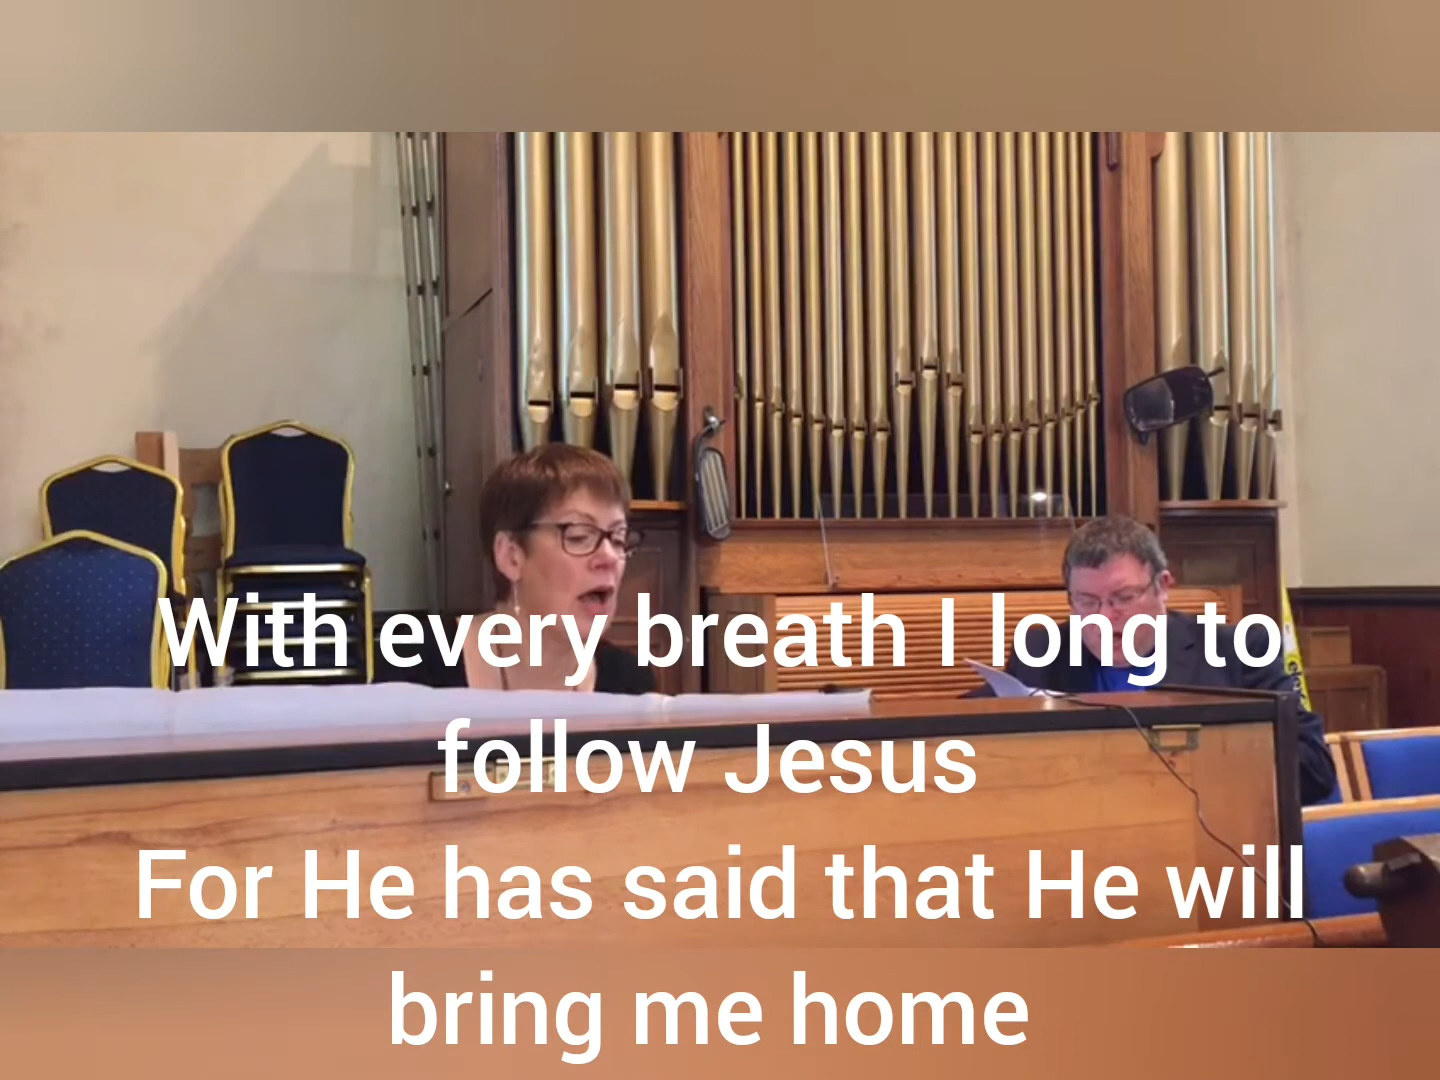 With every breath I long to
follow Jesus
For He has said that He will
bring me home